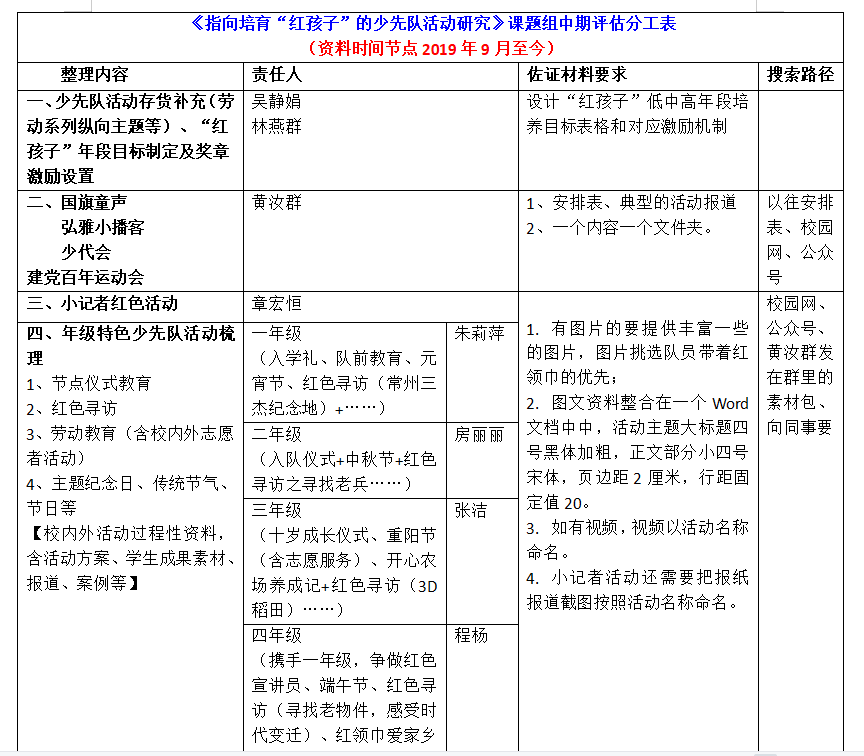 《指向培育“红孩子”的少先队活动研究》课题组中期评估分工表
（资料时间节点 2019 年 9 月至今）
整理内容
责任人
佐证材料要求
搜索路径
一、少先队活动存货补充（劳
动系列纵向主题等）、“红
孩子”年段目标制定及奖章
激励设置
吴静娟
林燕群
设计“红孩子”低中高年段培
养目标表格和对应激励机制
二、国旗童声
弘雅小播客
少代会
建党百年运动会
黄汝群
1、安排表、典型的活动报道
2、一个内容一个文件夹。
以往安排
表、校园
网、公众
号
三、小记者红色活动
章宏恒
四、年级特色少先队活动梳
理
1、节点仪式教育
2、红色寻访
3、劳动教育（含校内外志愿
者活动）
4、主题纪念日、传统节气、
节日等
【校内外活动过程性资料，
含活动方案、学生成果素材、
报道、案例等】
一年级
（入学礼、队前教育、元
宵节、红色寻访（常州三
杰纪念地）+……）
朱莉萍
二年级
（入队仪式+中秋节+红色
寻访之寻找老兵……）
房丽丽
三年级
（十岁成长仪式、重阳节
（含志愿服务）、开心农
场养成记+红色寻访（3D
稻田）……）
张洁
四年级
（携手一年级，争做红色
宣讲员、端午节、红色寻
访（寻找老物件，感受时
代变迁）、红领巾爱家乡
程杨
1. 有图片的要提供丰富一些
的图片，图片挑选队员带着红
领巾的优先；
2. 图文资料整合在一个 Word
文档中中，活动主题大标题四
号黑体加粗，正文部分小四号
宋体，页边距 2 厘米，行距固
定值 20。
3. 如有视频，视频以活动名称
命名。
4. 小记者活动还需要把报纸
报道截图按照活动名称命名。
校园网、
公众号、
黄汝群发
在群里的
素材包、
向同事要